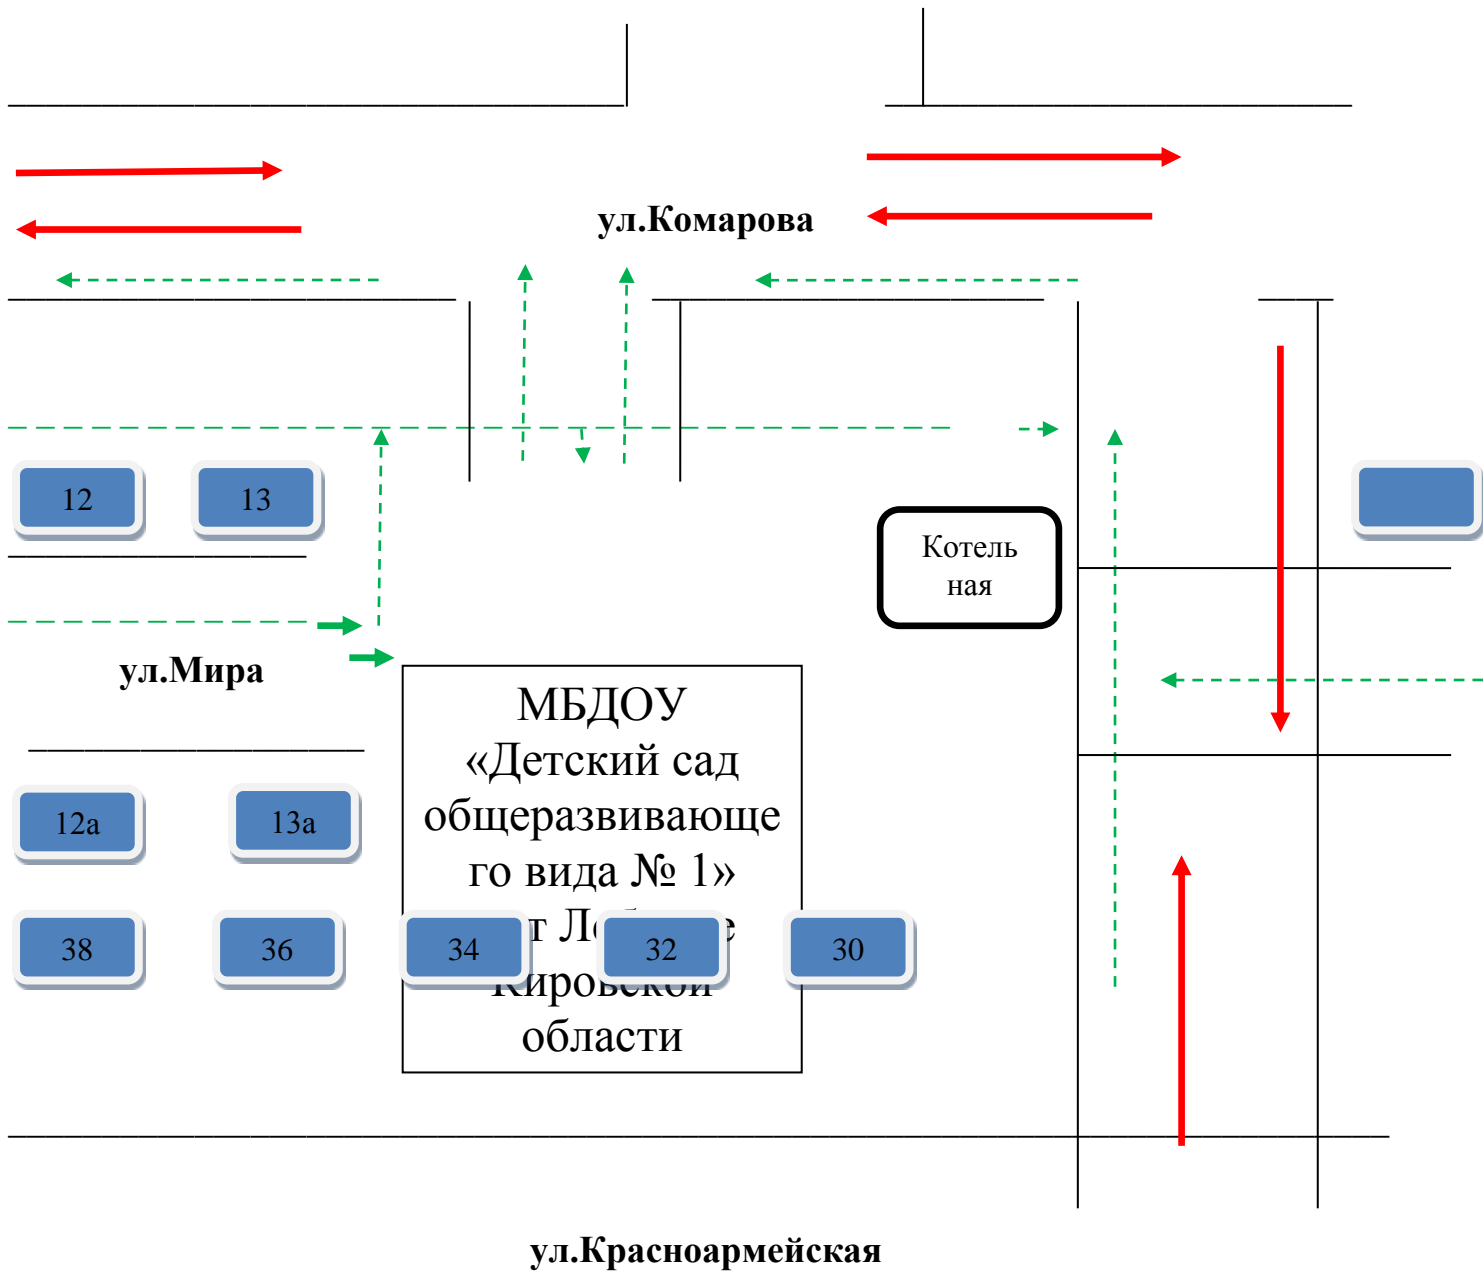 ул.Комарова
12
13
Котель
ная
ул.Мира
МБДОУ
«Детский сад
общеразвивающе
го вида № 1»
12а
13а
38
36
34
32
30
области
ул.Красноармейская